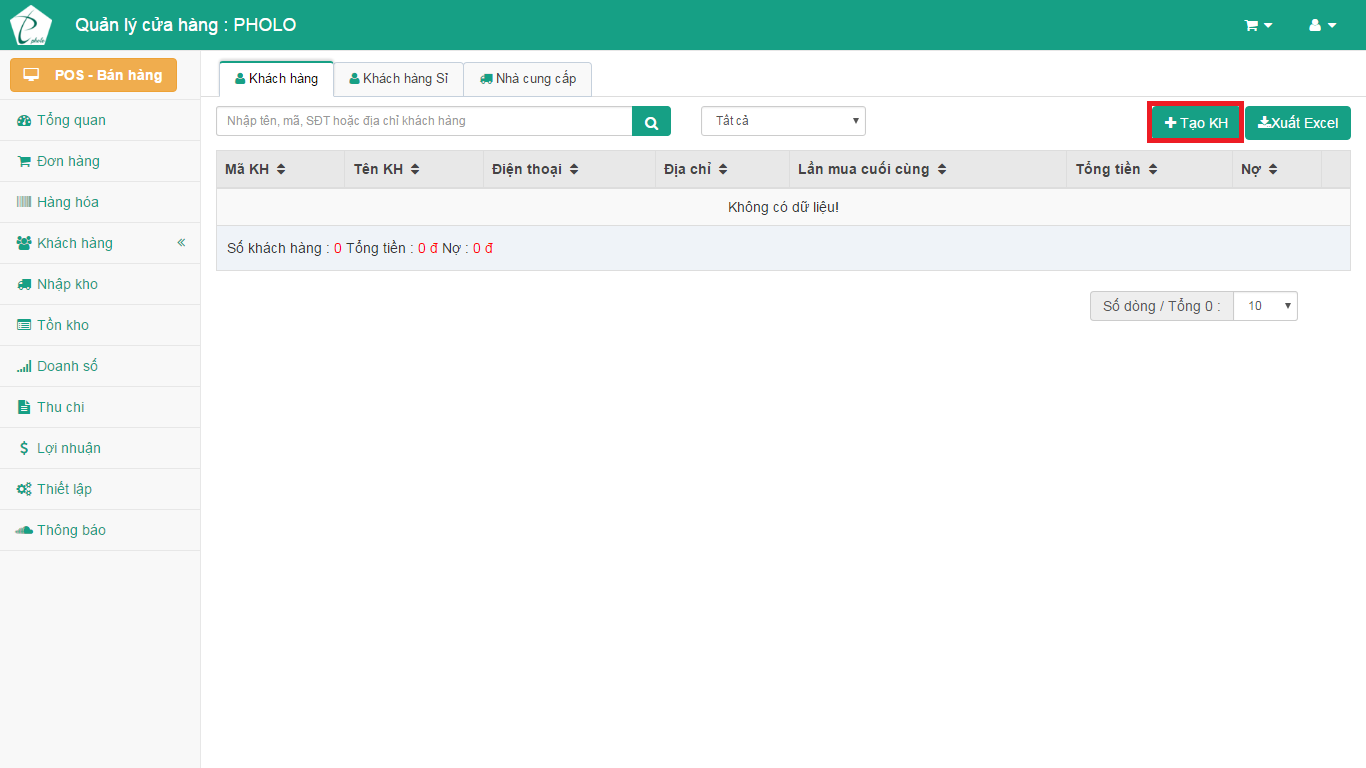 pholo
Quản lý cửa hàng : PHOLO
POS - Bán hàng
Tổng quan
Đơn hàng
Hàng hóa
Khách hàng
Nhập kho
Tồn kho
Doanh số
Thu chi
Lợi nhuận
Thiết lập
Thông báo
Khách hàng Khách hàng Sỉ Nhà cung cấp
Nhập tên, mã, SĐT hoặc địa chỉ khách hàng Tất cả Tạo KH Xuất Excel
Mã KH Tên KH Điện thoại Địa chỉ Lần mua cuối cùng Tổng tiền Nợ
Không có dữ liệu!
Số khách hàng : 0 Tổng tiền : 0 đ Nợ : 0 đ
Số dòng / Tổng 0 : 10